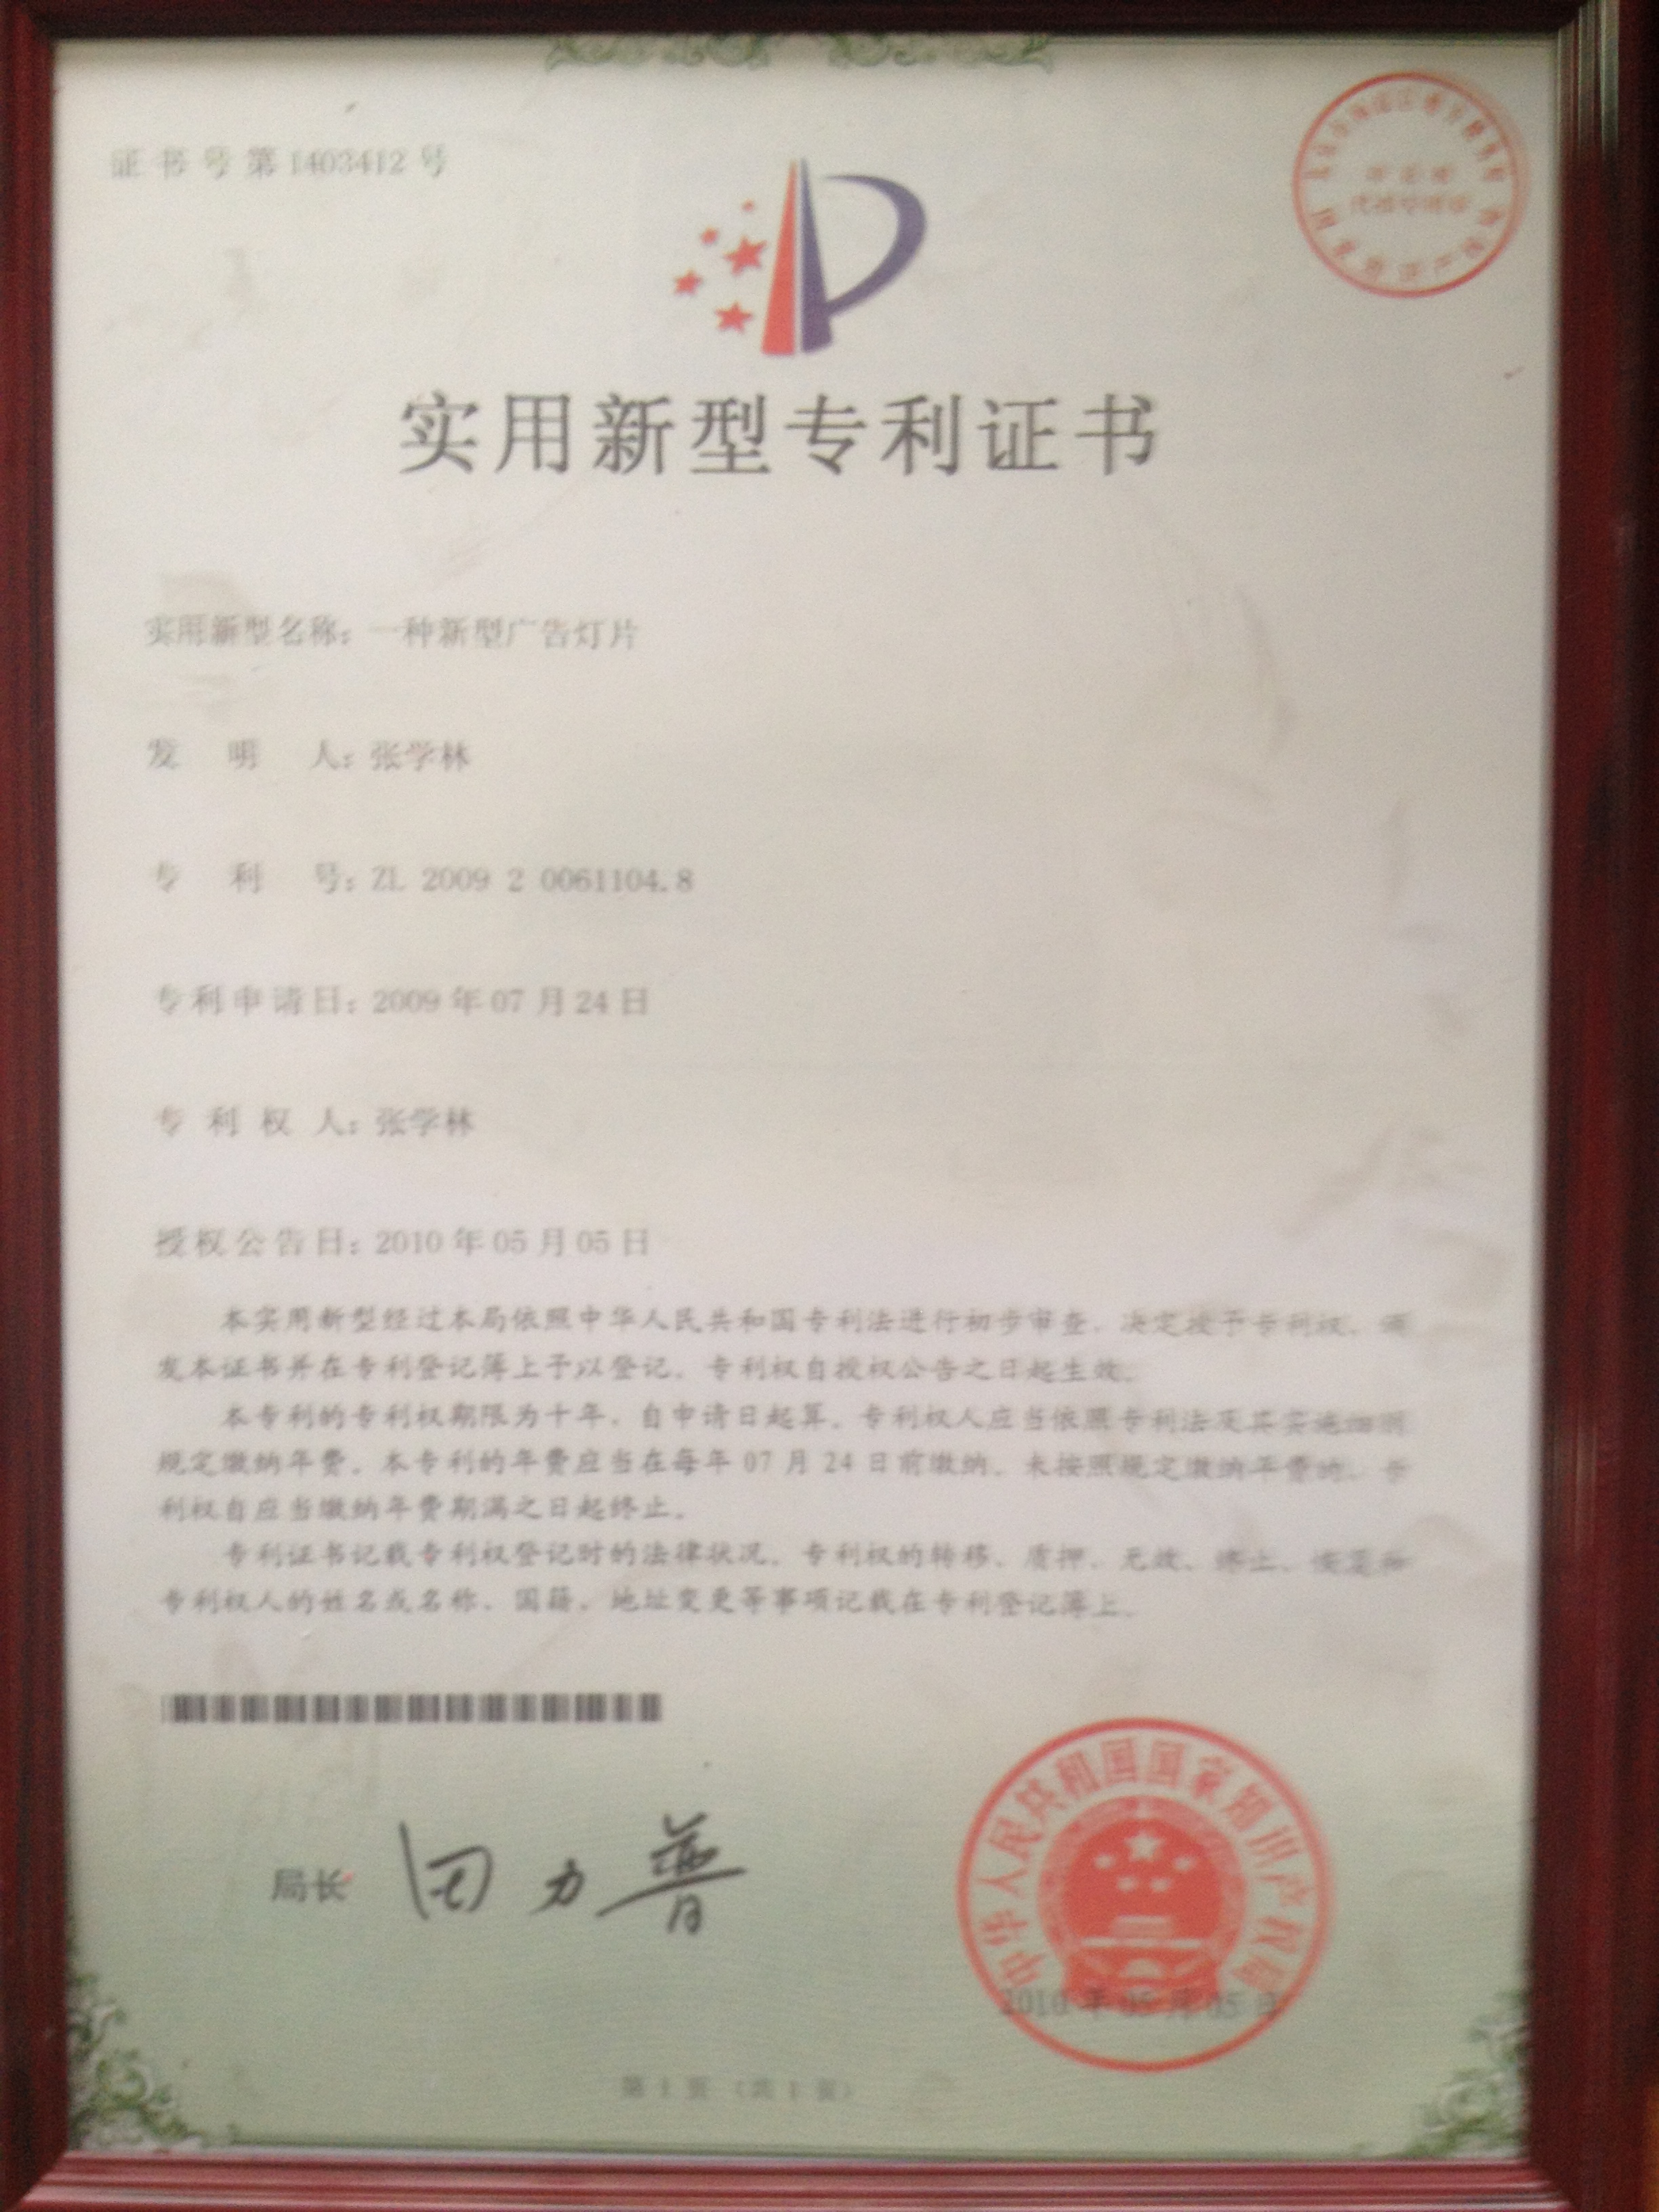 证书号第1403412号
实用新型专利证书
实用新型名称：一种新型广告灯片
发明人：张学林
专利号：ZL 2009 2 0061104.8
专利申请日：2009年07月24日
专利权人：张学林
授权公告日：2010年05月05日
本实用新型经过本局依照中华人民共和国专利法进行初步审查，决定授予专利权，颁
发本证书并在专利登记簿上予以登记。专利权自授权公告之日起生效。
本专利的专利权期限为十年，自申请日起算。专利权人应当依照专利法及其实施细则
规定缴纳年费。本专利的年费应当在每年07月24日前缴纳。未按照规定缴纳年费的，专
利权自应当缴纳年费期满之日起终止。
专利证书记载专利权登记时的法律状况。专利权的转移、质押、无效、终止、恢复和
专利权人的姓名或名称、国籍、地址变更等事项记载在专利登记簿上。
局长 田力普
中华人民共和国国家知识产权局
2010年05月05日
第1页（共1页）